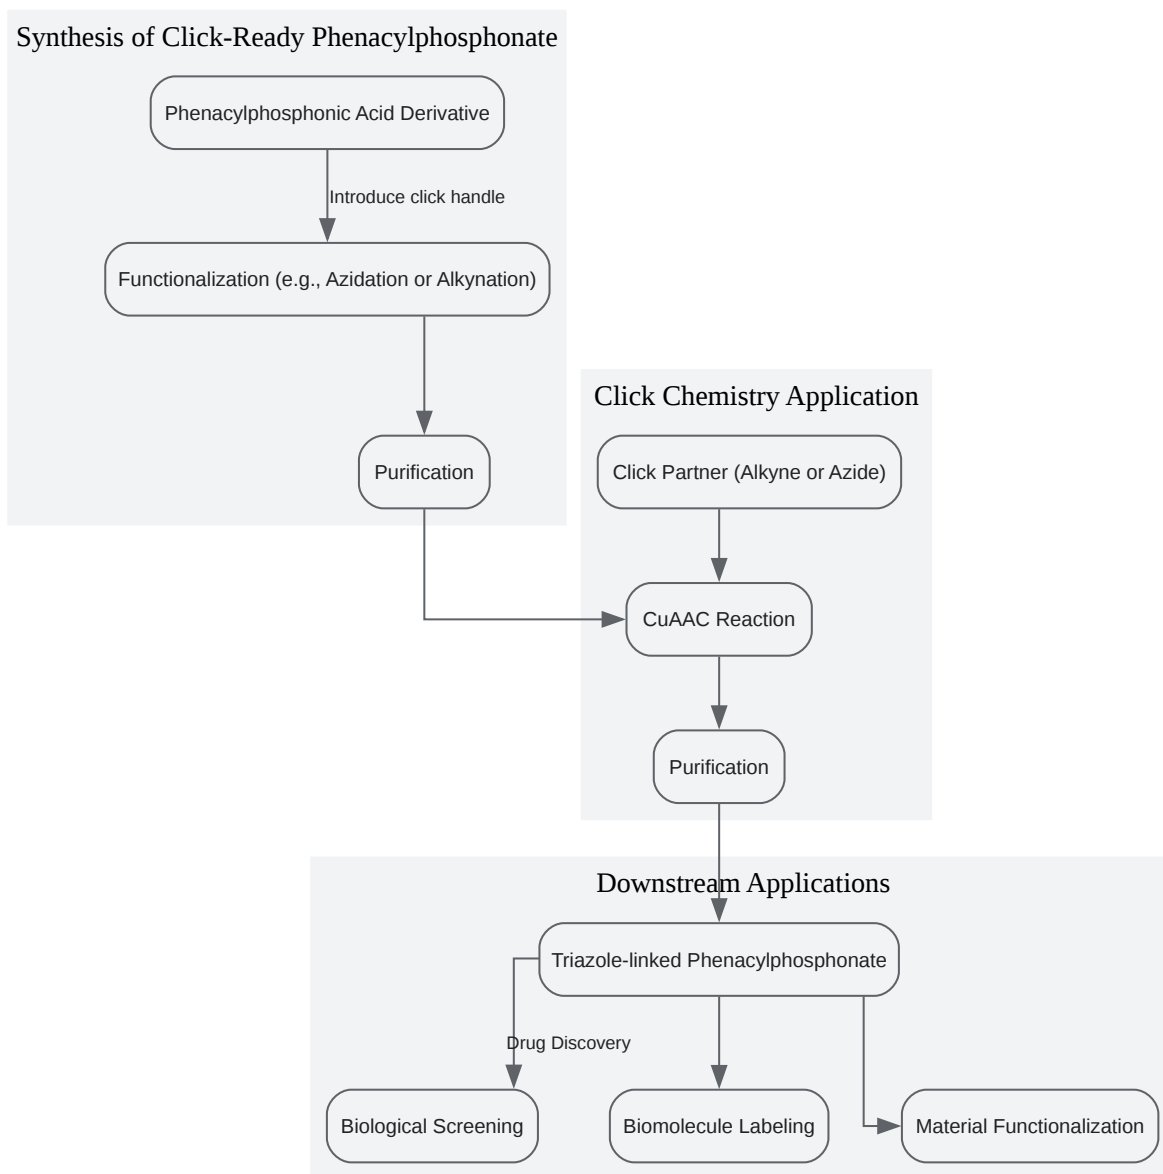 Synthesis of Click-Ready Phenacylphosphonate
Phenacylphosphonic Acid Derivative
Introduce click handle
Functionalization (e.g., Azidation or Alkynation)
Purification
Click Chemistry Application
Click Partner (Alkyne or Azide)
CuAAC Reaction
Purification
Downstream Applications
Triazole-linked Phenacylphosphonate
Drug Discovery
Biological Screening
Biomolecule Labeling
Material Functionalization